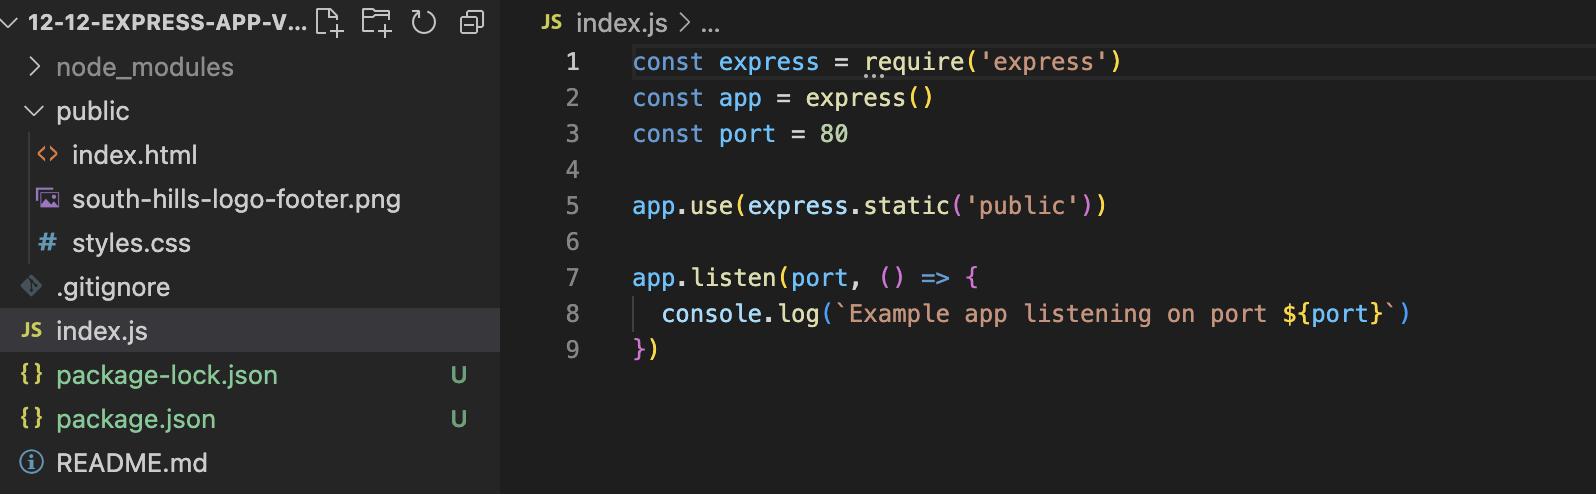 12-12-EXPRESS-APP-V...
node_modules
public
index.html
south-hills-logo-footer.png
# styles.css
.gitignore
JS index.js
{} package-lock.json U
{} package.json U
README.md
JS index.js > ...
1 const express = require('express')
2 const app = express()
3 const port = 80
4
5 app.use(express.static('public'))
6
7 app.listen(port, () => {
8 console.log(`Example app listening on port ${port}`)
9 })